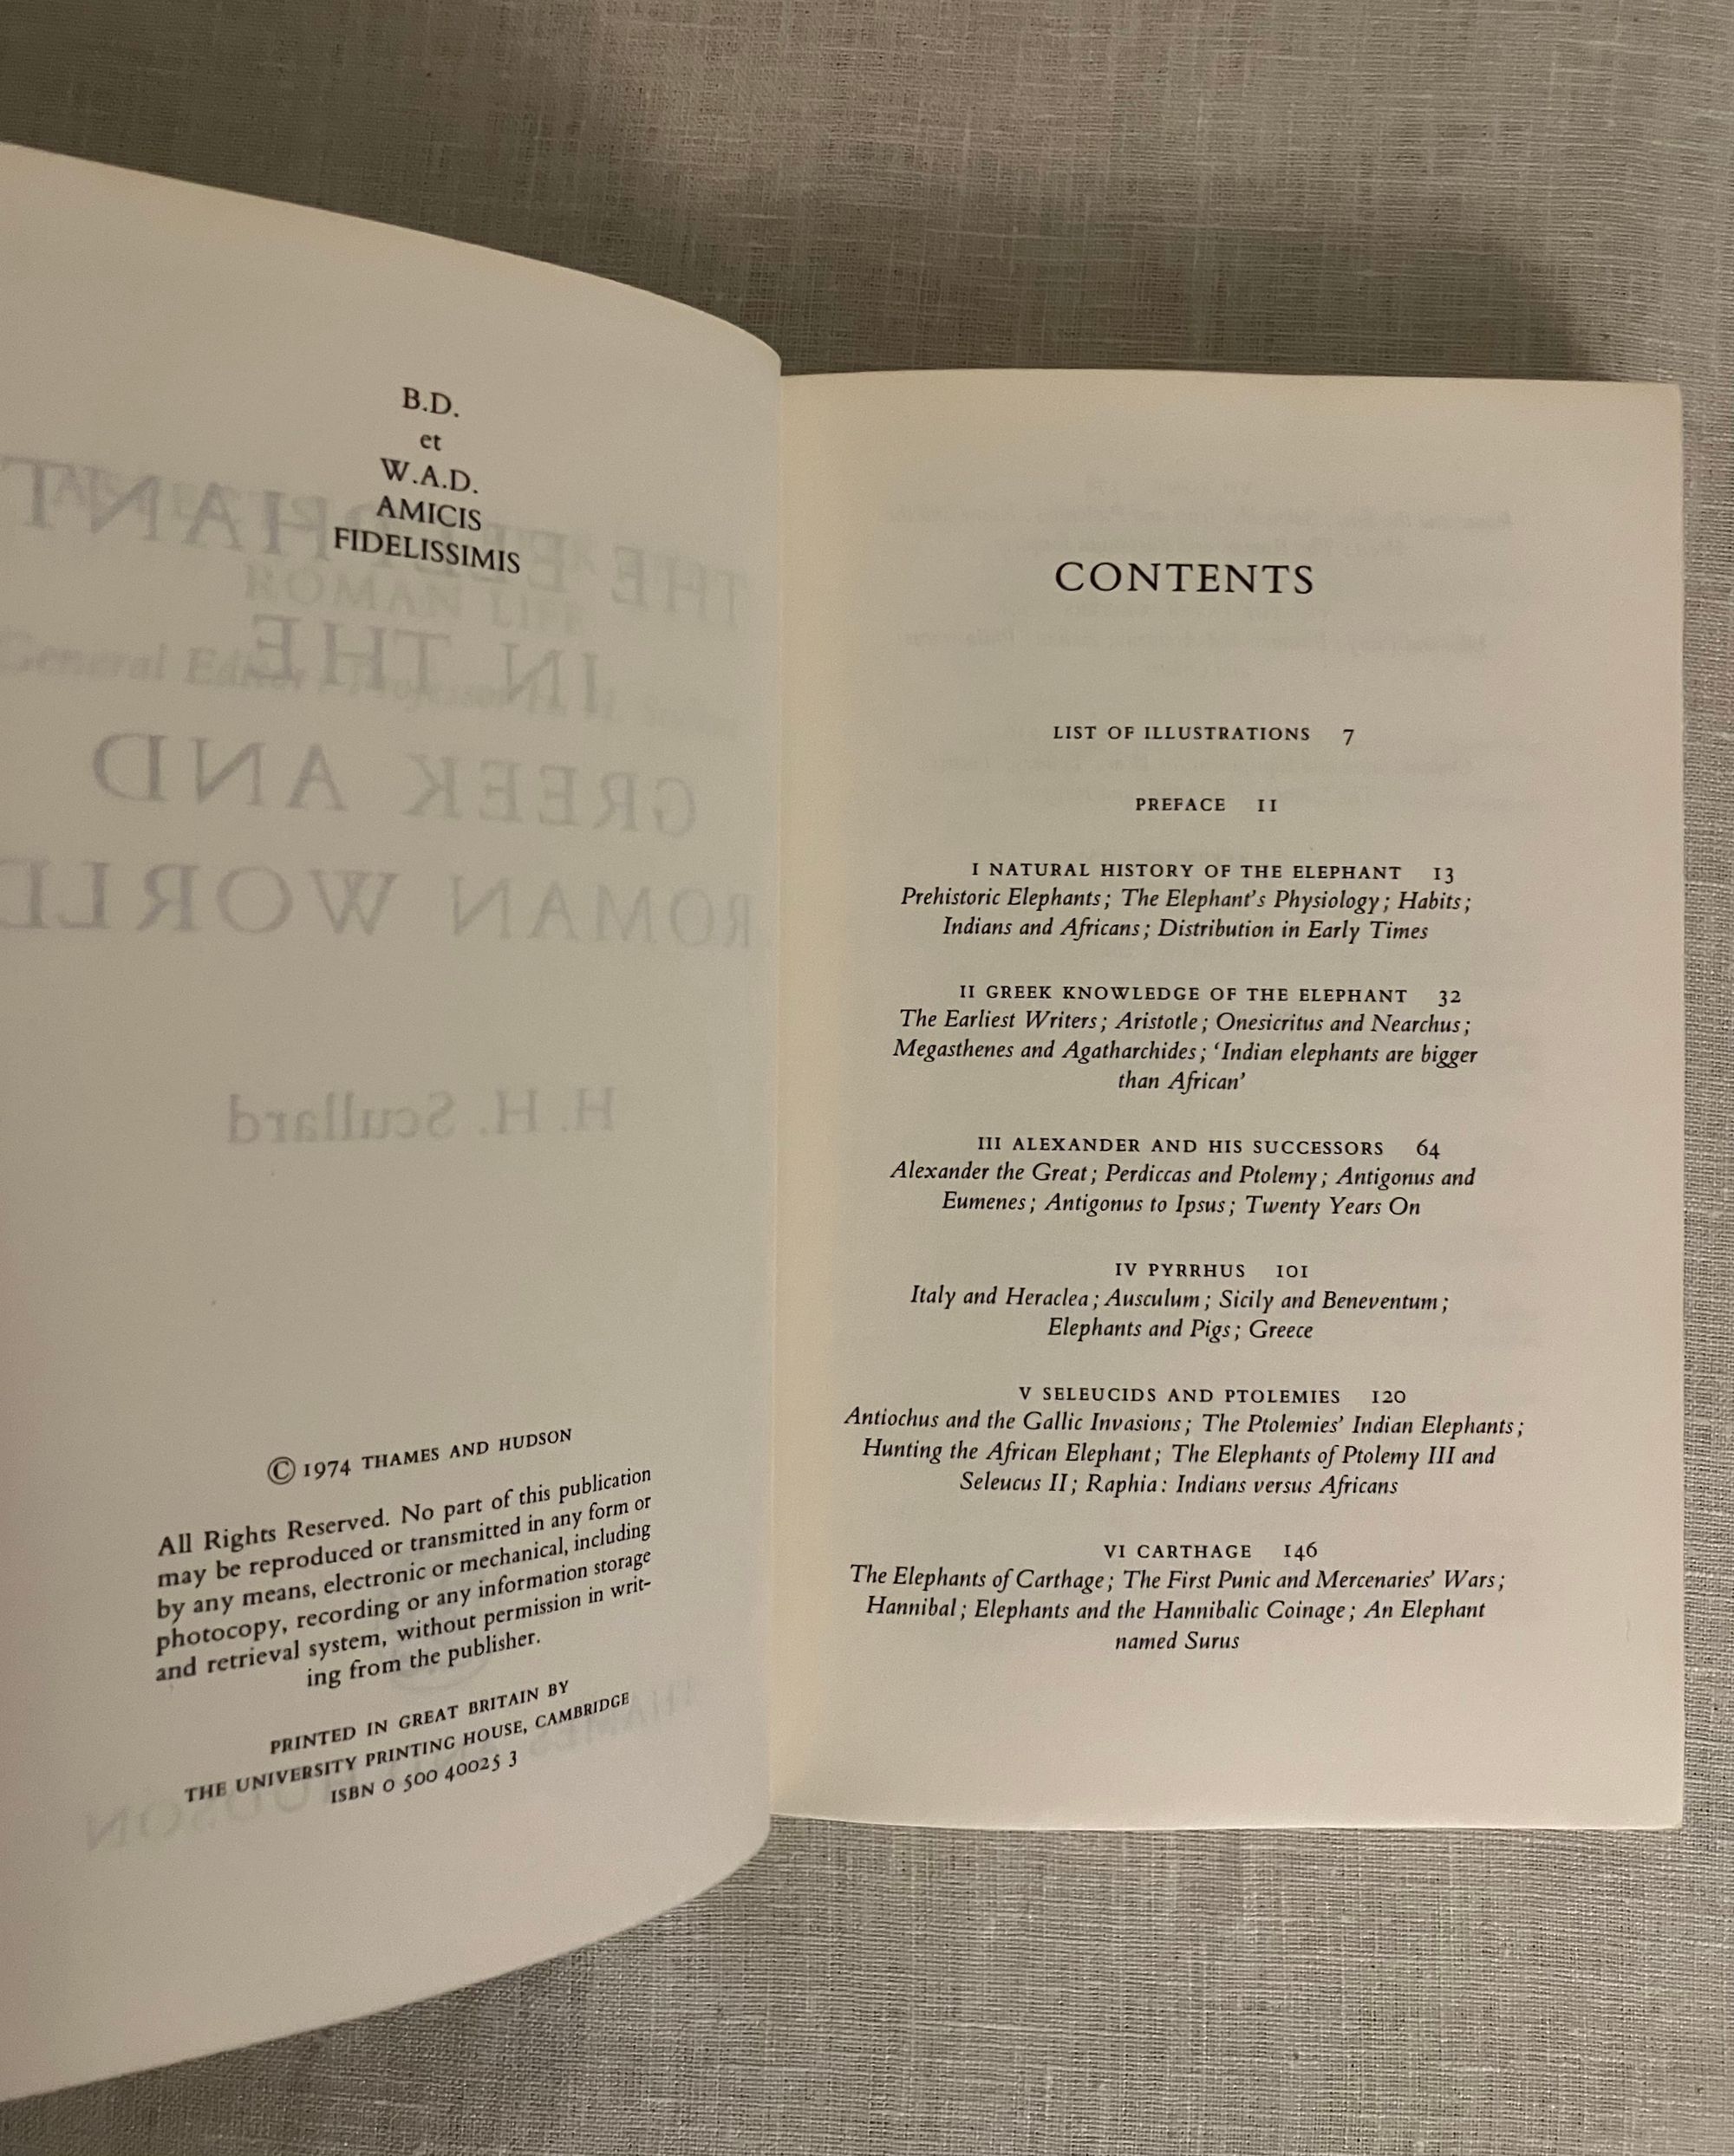 B.D.
et
W.A.D.
AMICIS
FIDELISSIMIS
THE ELEPHANT
IN THE
GREEK AND
ROMAN WORLD
H. H. Scullard
© 1974 THAMES AND HUDSON
All Rights Reserved. No part of this publication
may be reproduced or transmitted in any form or
by any means, electronic or mechanical, including
photocopy, recording or any information storage
and retrieval system, without permission in writ-
ing from the publisher.
PRINTED IN GREAT BRITAIN BY
THE UNIVERSITY PRINTING HOUSE, CAMBRIDGE
ISBN 0 500 40025 3
CONTENTS
LIST OF ILLUSTRATIONS 7
PREFACE 11
I NATURAL HISTORY OF THE ELEPHANT 13
Prehistoric Elephants; The Elephant's Physiology; Habits;
Indians and Africans; Distribution in Early Times
II GREEK KNOWLEDGE OF THE ELEPHANT 32
The Earliest Writers; Aristotle; Onesicritus and Nearchus;
Megasthenes and Agatharchides; ‘Indian elephants are bigger
than African’
III ALEXANDER AND HIS SUCCESSORS 64
Alexander the Great; Perdiccas and Ptolemy; Antigonus and
Eumenes; Antigonus to Ipsus; Twenty Years On
IV PYRRHUS 101
Italy and Heraclea; Ausculum; Sicily and Beneventum;
Elephants and Pigs; Greece
V SELEUCIDS AND PTOLEMIES 120
Antiochus and the Gallic Invasions; The Ptolemies' Indian Elephants;
Hunting the African Elephant; The Elephants of Ptolemy III and
Seleucus II; Raphia: Indians versus Africans
VI CARTHAGE 146
The Elephants of Carthage; The First Punic and Mercenaries' Wars;
Hannibal; Elephants and the Hannibalic Coinage; An Elephant
named Surus